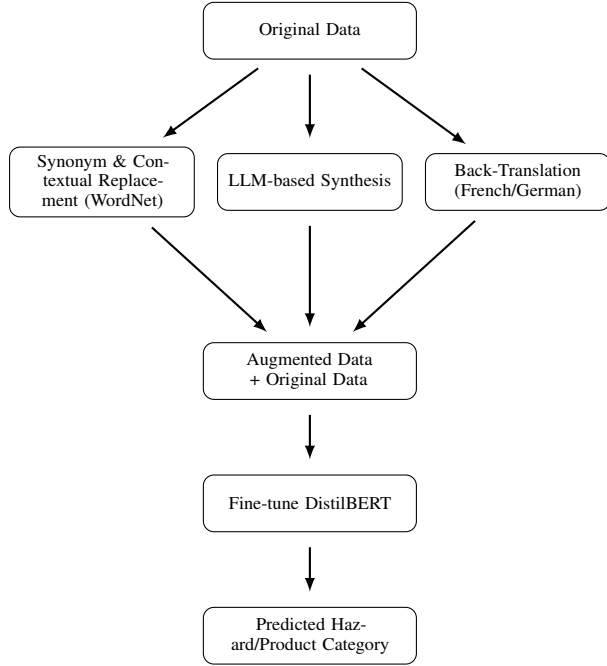 Original Data
Synonym & Con-
textual Replace-
ment (WordNet)
LLM-based Synthesis
Back-Translation
(French/German)
Augmented Data
+ Original Data
Fine-tune DistilBERT
Predicted Haz-
ard/Product Category